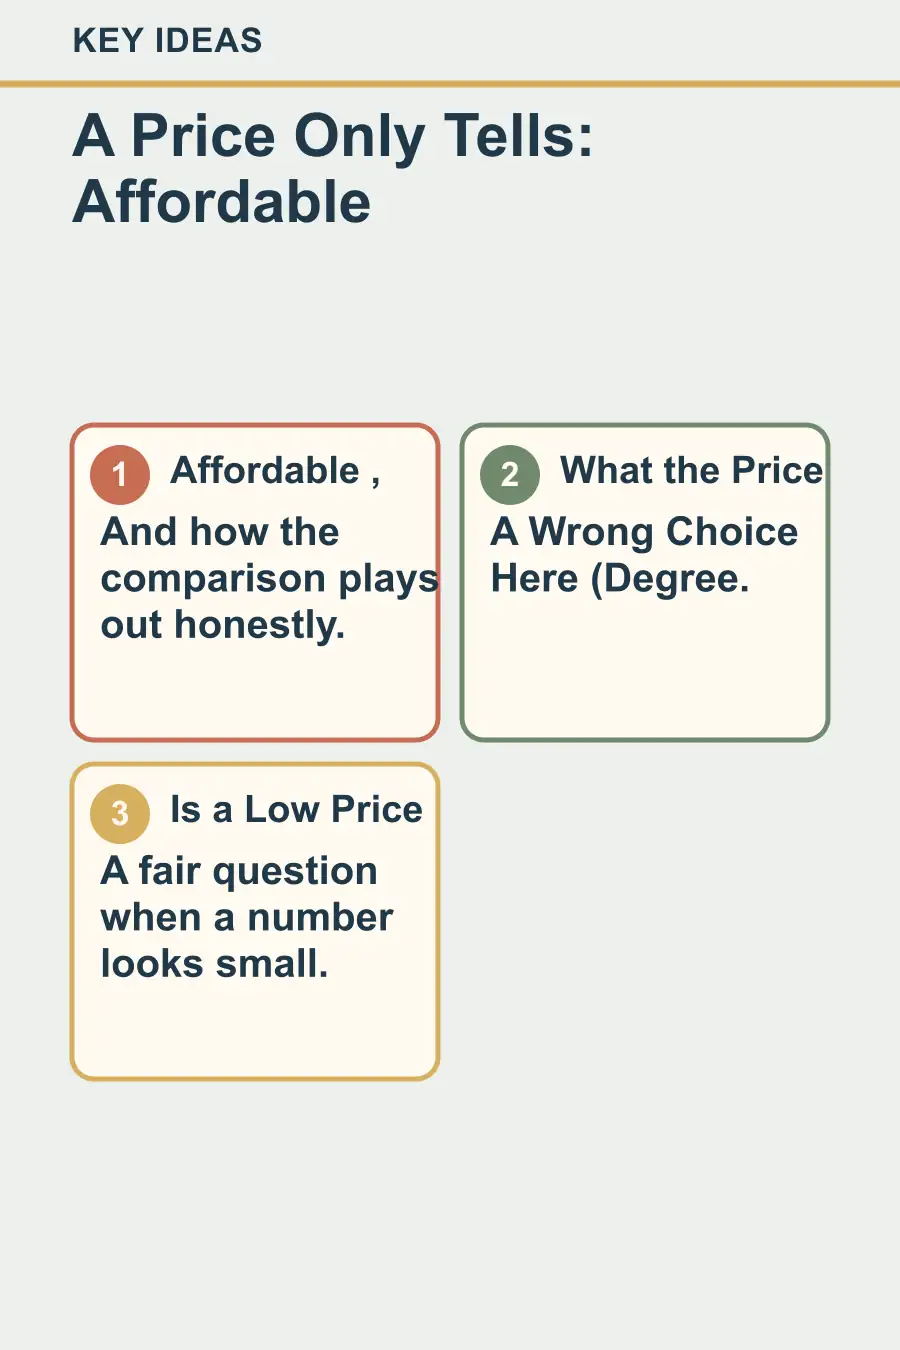 KEY IDEAS
A Price Only Tells:
Affordable
1 Affordable ,
And how the
comparison plays
out honestly.
2 What the Price
A Wrong Choice
Here (Degree.
3 Is a Low Price
A fair question
when a number
looks small.